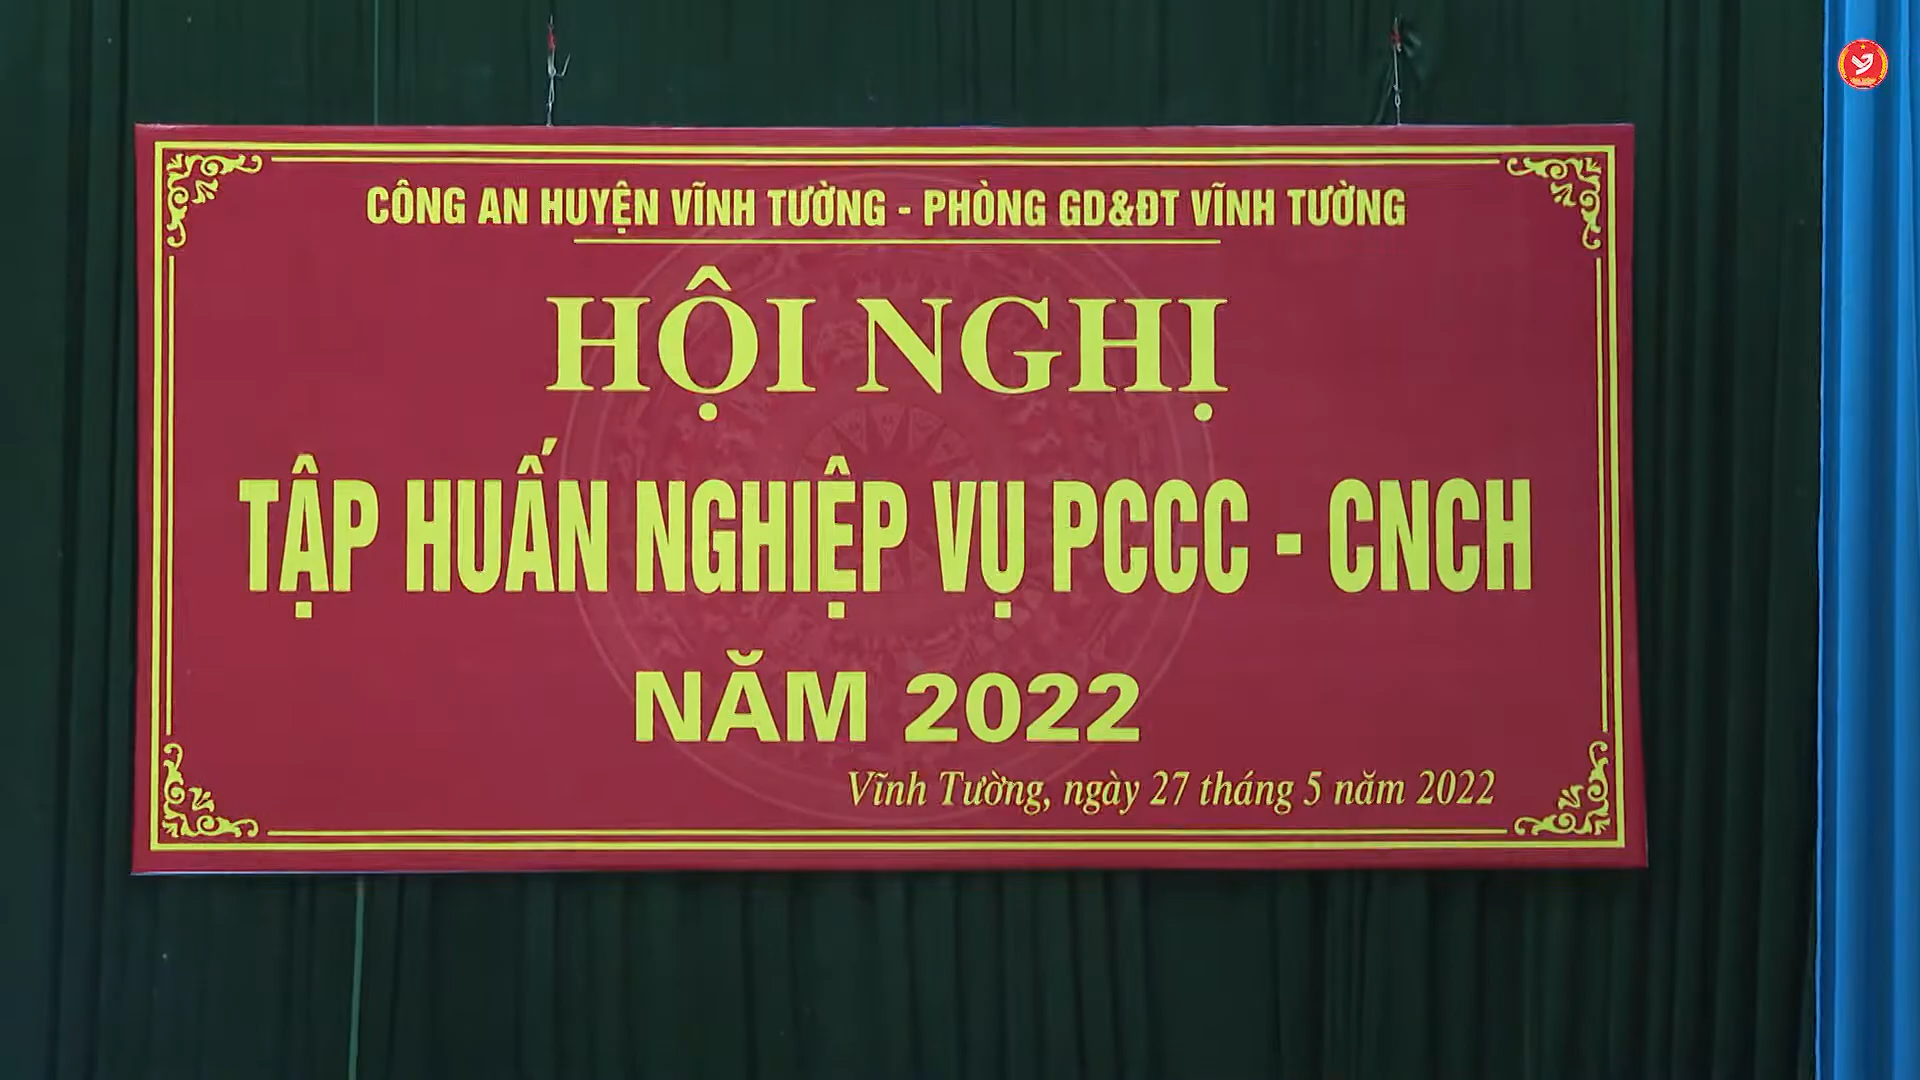 CÔNG AN HUYỆN VĨNH TƯỜNG - PHÒNG GD&ĐT VĨNH TƯỜNG
HỘI NGHỊ
TẬP HUẤN NGHIỆP VỤ PCCC - CNCH
NĂM 2022
Vĩnh Tường, ngày 27 tháng 5 năm 2022